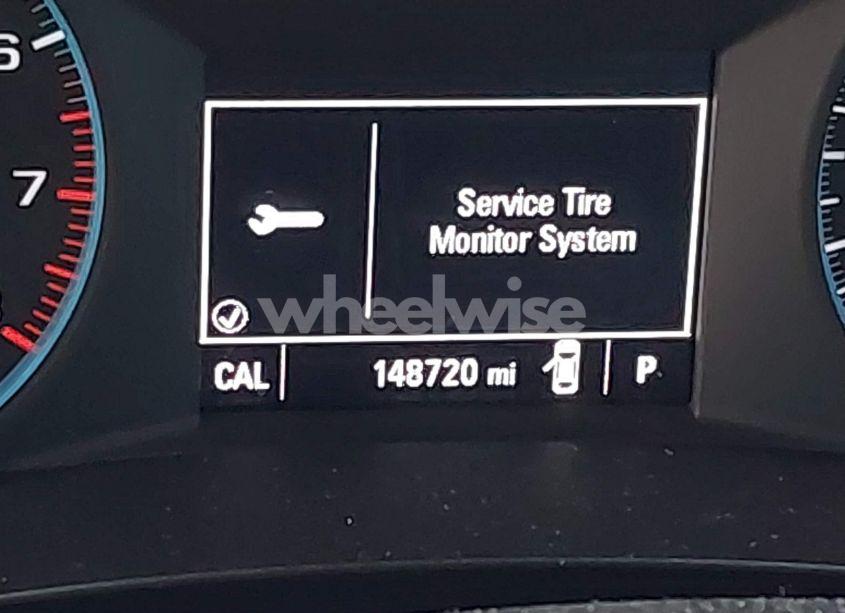 6
7
Service Tire
Monitor System
wheelwise
CAL 148720 mi P